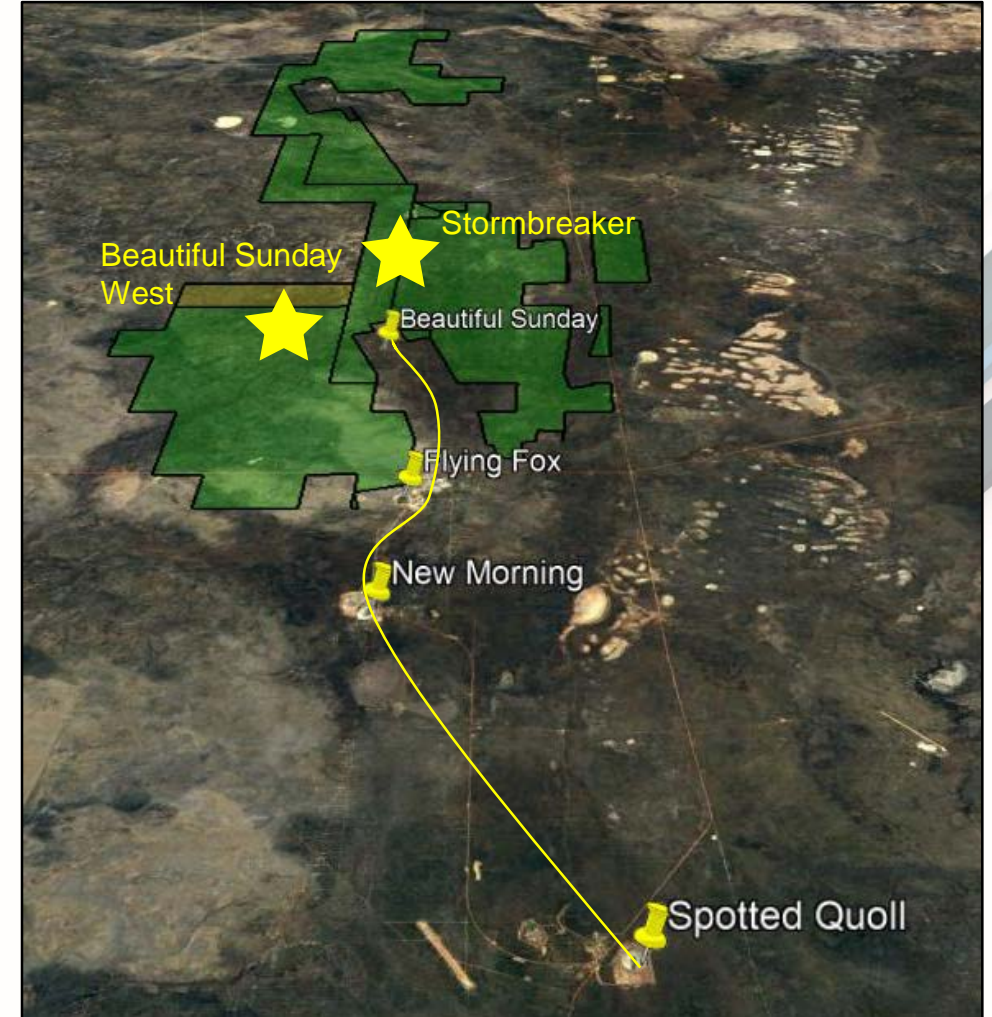 Stormbreaker
Beautiful Sunday
West
Beautiful Sunday
Flying Fox
New Morning
Spotted Quoll